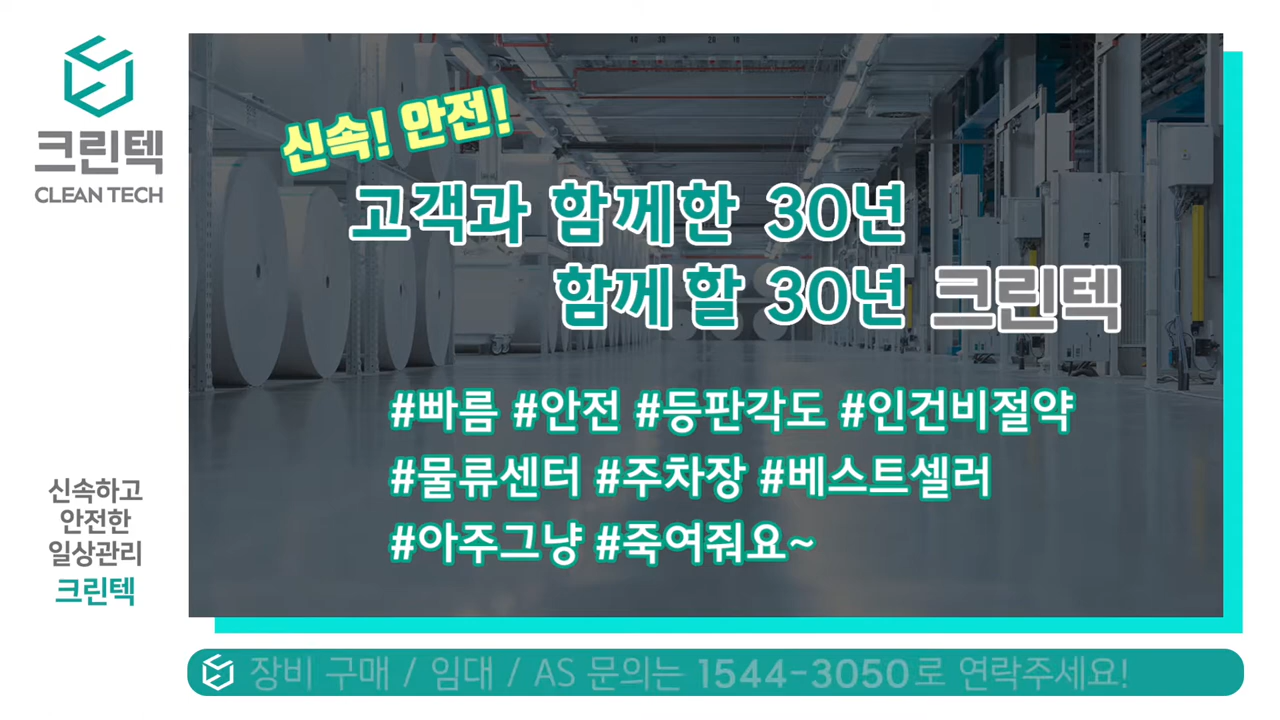 크린텍
CLEAN TECH
신속! 안전!
고객과 함께한 30년
함께 할 30년 크린텍
#빠름 #안전 #등판각도 #인건비절약
#물류센터 #주차장 #베스트셀러
#아주그냥 #죽여줘요~
신속하고
안전한
일상관리
크린텍
장비 구매 / 임대 / AS 문의는 1544-3050로 연락주세요!